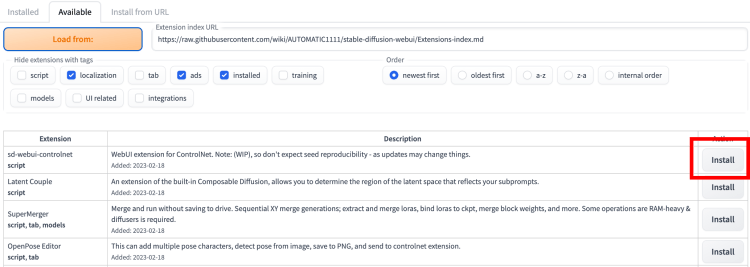 Installed Available Install from URL
Extension index URL
Load from: https://raw.githubusercontent.com/wiki/AUTOMATIC1111/stable-diffusion-webui/Extensions-index.md
Hide extensions with tags Order
script localization tab ads installed training newest first oldest first a-z z-a internal order
models UI related integrations
Extension Description Action
sd-webui-controlnet WebUI extension for ControlNet. Note: (WIP), so don't expect seed reproducibility - as updates may change things. Install
script Added: 2023-02-18
Latent Couple An extension of the built-in Composable Diffusion, allows you to determine the region of the latent space that reflects your subprompts. Install
script Added: 2023-02-18
SuperMerger Merge and run without saving to drive. Sequential XY merge generations; extract and merge loras, bind loras to ckpt, merge block weights, and more. Some operations are RAM-heavy & Install
script, tab, models diffusers is required.
Added: 2023-02-18
OpenPose Editor This can add multiple pose characters, detect pose from image, save to PNG, and send to controlnet extension. Install
script, tab Added: 2023-02-18